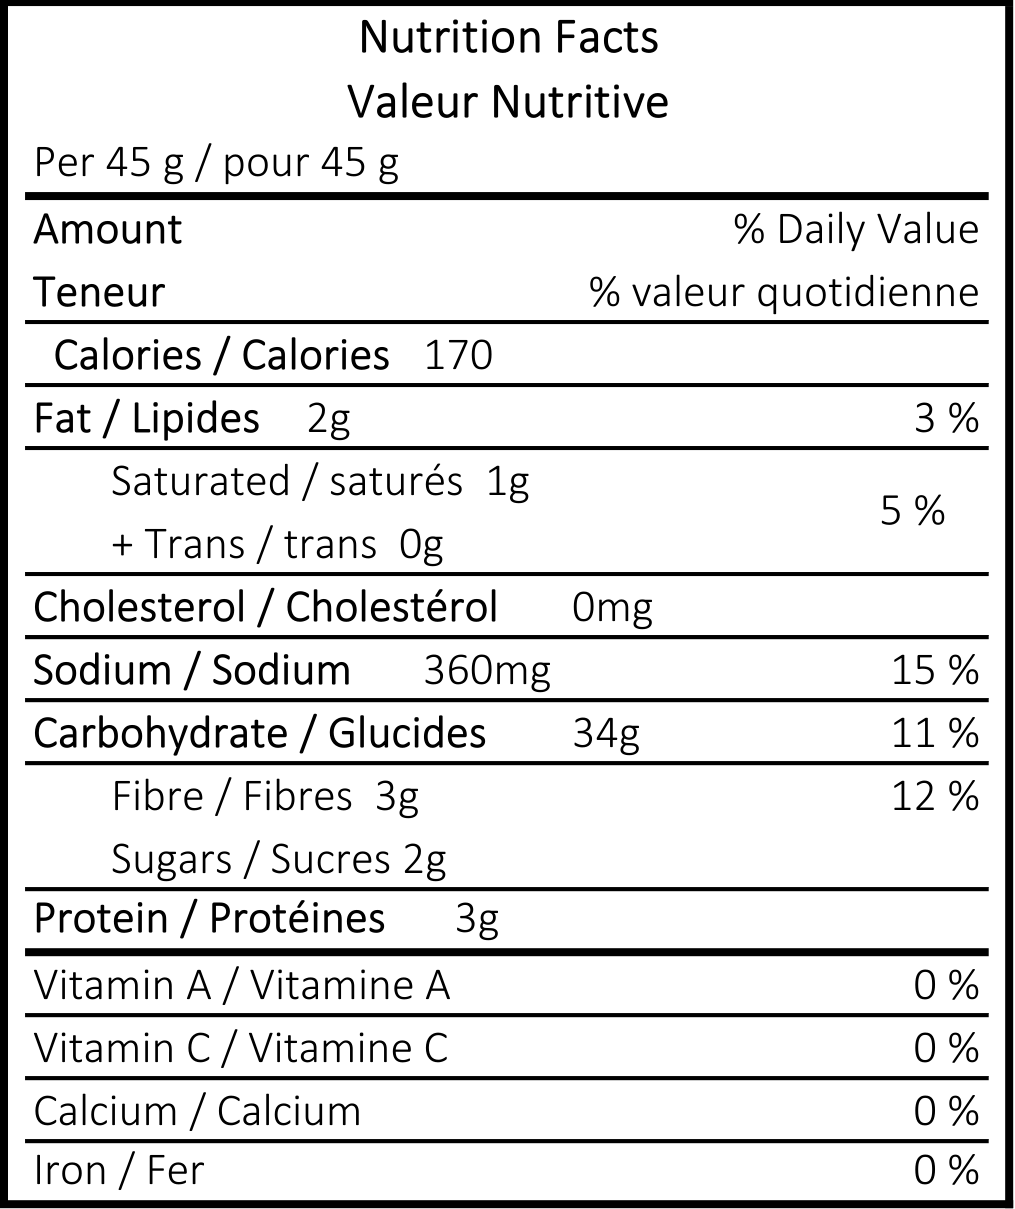 Nutrition Facts
Valeur Nutritive
Per 45 g / pour 45 g
Amount % Daily Value
Teneur % valeur quotidienne
Calories / Calories 170
Fat / Lipides 2g 3 %
Saturated / saturés 1g
5 %
+ Trans / trans 0g
Cholesterol / Cholestérol 0mg
Sodium / Sodium 360mg 15 %
Carbohydrate / Glucides 34g 11 %
Fibre / Fibres 3g 12 %
Sugars / Sucres 2g
Protein / Protéines 3g
Vitamin A / Vitamine A 0 %
Vitamin C / Vitamine C 0 %
Calcium / Calcium 0 %
Iron / Fer 0 %